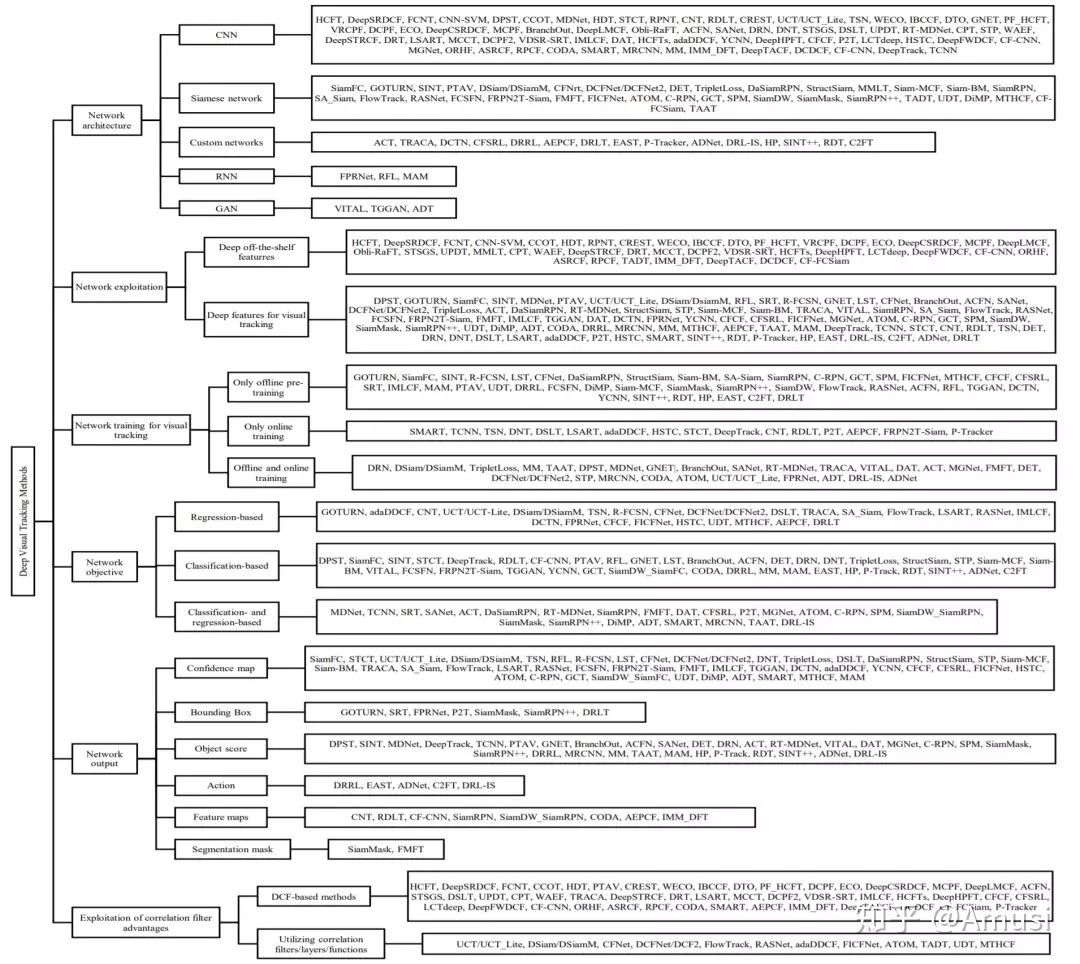 Deep Visual Tracking Methods
Network
architecture
CNN
HCFT, DeepSRDCF, FCNT, CNN-SVM, DPST, CCOT, MDNet, HDT, STCT, RPNT, CNT, RDLT, CREST, UCT/UCT_Lite, TSN, WECO, IBCCF, DTO, GNET, PF_HCFT,
VRCPF, DCPF, ECO, DeepCSRDCF, MCPF, BranchOut, DeepLMCF, Obli-RaFT, ACFN, SANet, DRN, DNT, STSGS, DSLT, UPDT, RT-MDNet, CPT, STP, WAEF,
DeepSTRCF, DRT, LSART, MCCT, DCPF2, VDSR-SRT, IMLCF, DAT, HCFTs, adaDDCF, YCNN, DeepHPFT, CFCF, P2T, LCTdeep, HSTC, DeepFWDCF, CF-CNN,
MGNet, ORHF, ASRCF, RPCF, CODA, SMART, MRCNN, MM, IMM_DFT, DeepTACF, DCDCF, CF-CNN, DeepTrack, TCNN
Siamese network
SiamFC, GOTURN, SINT, PTAV, DSiam/DSiamM, CFNrt, DCFNet/DCFNet2, DET, TripletLoss, DaSiamRPN, StructSiam, MMLT, Siam-MCF, Siam-BM, SiamRPN,
SA_Siam, FlowTrack, RASNet, FCSFN, FRPN2T-Siam, FMFT, FICFNet, ATOM, C-RPN, GCT, SPM, SiamDW, SiamMask, SiamRPN++, TADT, UDT, DiMP, MTHCF, CF-
FCSiam, TAAT
Custom networks
ACT, TRACA, DCTN, CFSRL, DRRL, AEPCF, DRLT, EAST, P-Tracker, ADNet, DRL-IS, HP, SINT++, RDT, C2FT
RNN
FPRNet, RFL, MAM
GAN
VITAL, TGGAN, ADT
Network exploitation
Deep off-the-shelf
featurres
HCFT, DeepSRDCF, FCNT, CNN-SVM, CCOT, HDT, RPNT, CREST, WECO, IBCCF, DTO, PF_HCFT, VRCPF, DCPF, ECO, DeepCSRDCF, MCPF, DeepLMCF,
Obli-RaFT, STSGS, UPDT, MMLT, CPT, WAEF, DeepSTRCF, DRT, MCCT, DCPF2, VDSR-SRT, HCFTs, DeepHPFT, LCTdeep, DeepFWDCF, CF-CNN, ORHF,
ASRCF, RPCF, TADT, IMM_DFT, DeepTACF, DCDCF, CF-FCSiam
Deep features for visual
tracking
DPST, GOTURN, SiamFC, SINT, MDNet, PTAV, UCT/UCT_Lite, DSiam/DsiamM, RFL, SRT, R-FCSN, GNET, LST, CFNet, BranchOut, ACFN, SANet,
DCFNet/DCFNet2, TripletLoss, ACT, DaSiamRPN, RT-MDNet, StructSiam, STP, Siam-MCF, Siam-BM, TRACA, VITAL, SiamRPN, SA_Siam, FlowTrack, RASNet,
FCSFN, FRPN2T-Siam, FMFT, IMLCF, TGGAN, DAT, DCTN, FPRNet, YCNN, CFCF, CFSRL, FICFNet, MGNet, ATOM, C-RPN, GCT, SPM, SiamDW,
SiamMask, SiamRPN++, UDT, DiMP, ADT, CODA, DRRL, MRCNN, MM, MTHCF, AEPCF, TAAT, MAM, DeepTrack, TCNN, STCT, CNT, RDLT, TSN, DET,
DRN, DNT, DSLT, LSART, adaDDCF, P2T, HSTC, SMART, SINT++, RDT, P-Tracker, HP, EAST, DRL-IS, C2FT, ADNet, DRLT
Network training for visual
tracking
Only offline pre-
training
GOTURN, SiamFC, SINT, R-FCSN, LST, CFNet, DaSiamRPN, StructSiam, Siam-BM, SA-Siam, SiamRPN, C-RPN, GCT, SPM, FICFNet, MTHCF, CFCF, CFSRL,
SRT, IMLCF, MAM, PTAV, UDT, DRRL, FCSFN, DiMP, Siam-MCF, SiamMask, SiamRPN++, SiamDW, FlowTrack, RASNet, ACFN, RFL, TGGAN, DCTN,
YCNN, SINT++, RDT, HP, EAST, C2FT, DRLT
Only online
training
SMART, TCNN, TSN, DNT, DSLT, LSART, adaDDCF, HSTC, STCT, DeepTrack, CNT, RDLT, P2T, AEPCF, FRPN2T-Siam, P-Tracker
Offline and online
training
DRN, DSiam/DSiamM, TripletLoss, MM, TAAT, DPST, MDNet, GNET, BranchOut, SANet, RT-MDNet, TRACA, VITAL, DAT, ACT, MGNet, FMFT, DET,
DCFNet/DCFNet2, STP, MRCNN, CODA, ATOM, UCT/UCT_Lite, FPRNet, ADT, DRL-IS, ADNet
Network
objective
Regression-based
GOTURN, adaDDCF, CNT, UCT/UCT-Lite, DSiam/DSiamM, TSN, R-FCSN, CFNet, DCFNet/DCFNet2, DSLT, TRACA, SA_Siam, FlowTrack, LSART, RASNet, IMLCF,
DCTN, FPRNet, CFCF, FICFNet, HSTC, UDT, MTHCF, AEPCF, DRLT
Classification-based
DPST, SiamFC, SINT, STCT, DeepTrack, RDLT, CF-CNN, PTAV, RFL, GNET, LST, BranchOut, ACFN, DET, DRN, DNT, TripletLoss, StructSiam, STP, Siam-MCF, Siam-
BM, VITAL, FCSFN, FRPN2T-Siam, TGGAN, YCNN, GCT, SiamDW_SiamFC, CODA, DRRL, MM, MAM, EAST, HP, P-Track, RDT, SINT++, ADNet, C2FT
Classification- and
regression-based
MDNet, TCNN, SRT, SANet, ACT, DaSiamRPN, RT-MDNet, SiamRPN, FMFT, DAT, CFSRL, P2T, MGNet, ATOM, C-RPN, SPM, SiamDW_SiamRPN,
SiamMask, SiamRPN++, DiMP, ADT, SMART, MRCNN, TAAT, DRL-IS
Network
output
Confidence map
SiamFC, STCT, UCT/UCT_Lite, DSiam/DSiamM, TSN, RFL, R-FCSN, LST, CFNet, DCFNet/DCFNet2, DNT, TripletLoss, DSLT, DaSiamRPN, StructSiam, STP, Siam-MCF,
Siam-BM, TRACA, SA_Siam, FlowTrack, LSART, RASNet, FCSFN, FRPN2T-Siam, FMFT, IMLCF, TGGAN, DCTN, adaDDCF, YCNN, CFCF, CFSRL, FICFNet, HSTC,
ATOM, C-RPN, GCT, SiamDW_SiamFC, UDT, DiMP, ADT, SMART, MTHCF, MAM
Bounding Box
GOTURN, SRT, FPRNet, P2T, SiamMask, SiamRPN++, DRLT
Object score
DPST, SINT, MDNet, DeepTrack, TCNN, PTAV, GNET, BranchOut, ACFN, SANet, DET, DRN, ACT, RT-MDNet, VITAL, DAT, MGNet, C-RPN, SPM, SiamMask,
SiamRPN++, DRRL, MRCNN, MM, TAAT, MAM, HP, P-Track, RDT, SINT++, ADNet, DRL-IS
Action
DRRL, EAST, ADNet, C2FT, DRL-IS
Feature maps
CNT, RDLT, CF-CNN, SiamRPN, SiamDW_SiamRPN, CODA, AEPCF, IMM_DFT
Segmentation mask
SiamMask, FMFT
Exploitation of correlation filter
advantages
DCF-based methods
HCFT, DeepSRDCF, FCNT, CCOT, HDT, PTAV, CREST, WECO, IBCCF, DTO, PF_HCFT, DCPF, ECO, DeepCSRDCF, MCPF, DeepLMCF, ACFN,
STSGS, DSLT, UPDT, CPT, WAEF, TRACA, DeepSTRCF, DRT, LSART, MCCT, DCPF2, VDSR-SRT, IMLCF, HCFTs, DeepHPFT, CFCF, CFSRL,
LCTdeep, DeepFWDCF, CF-CNN, ORHF, ASRCF, RPCF, CODA, SMART, AEPCF, IMM_DFT, P-Tracker
Utilizing correlation
filters/layers/functions
UCT/UCT_Lite, DSiam/DSiamM, CFNet, DCFNet/DCF2, FlowTrack, RASNet, adaDDCF, FICFNet, ATOM, TADT, UDT, MTHCF
知乎 @Amusi